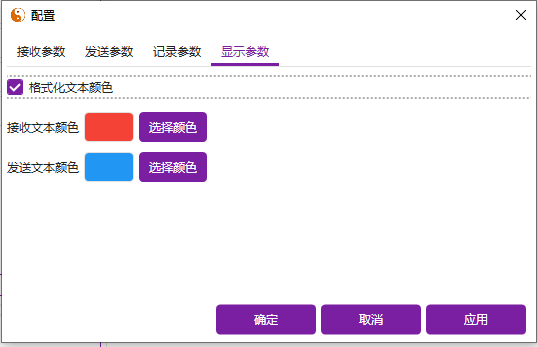 配置
接收参数 发送参数 记录参数 显示参数
格式化文本颜色
接收文本颜色 选择颜色
发送文本颜色 选择颜色
确定 取消 应用